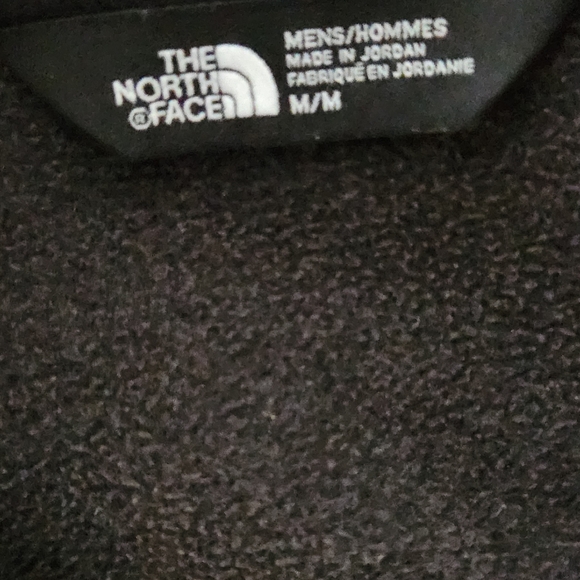 THE
NORTH
®FACE
MENS/HOMMES
MADE IN JORDAN
FABRIQUÉ EN JORDANIE
M/M